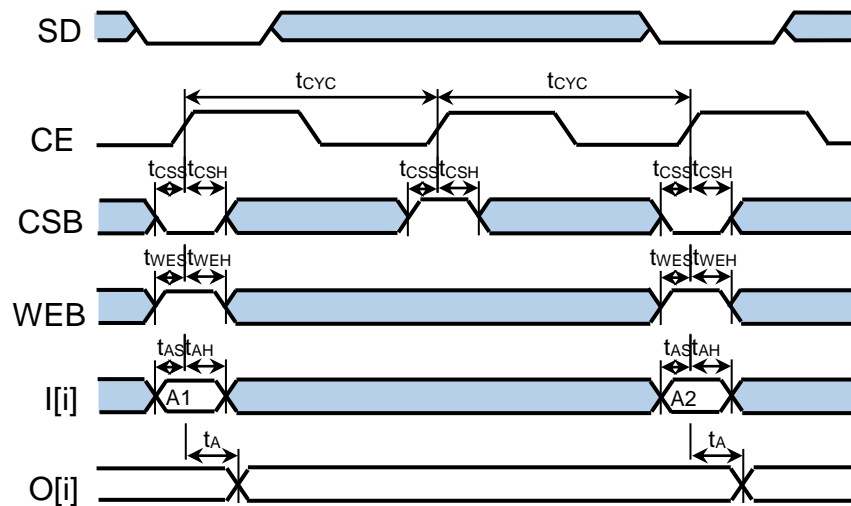 SD
tCYC tCYC
CE
tCSS tCSH tCSS tCSH tCSS tCSH
CSB
tWES tWEH tWES tWEH
WEB
tAS tAH tAS tAH
I[i] A1 A2
tA tA
O[i]